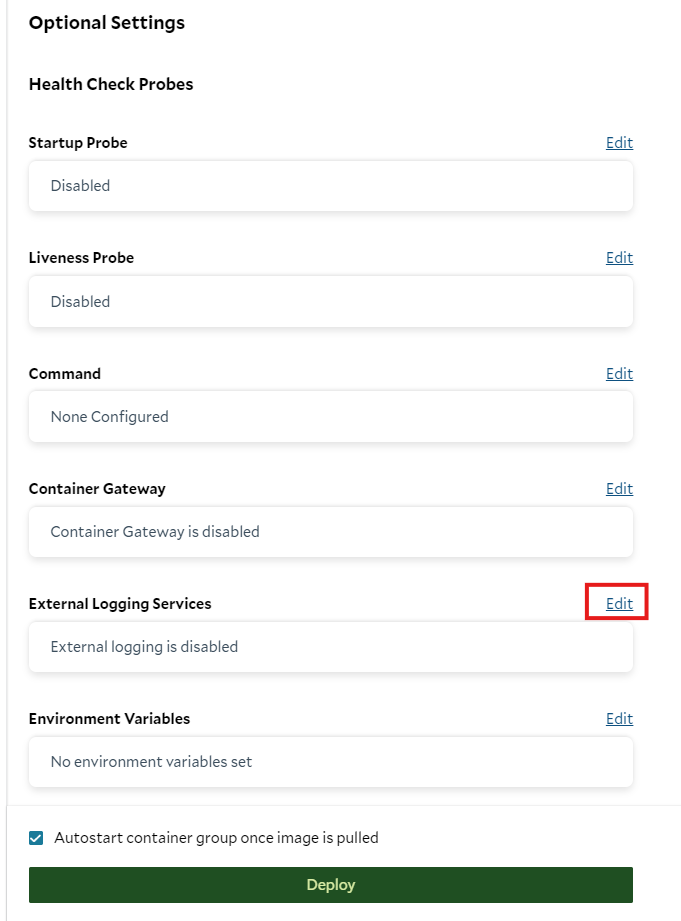 Optional Settings
Health Check Probes
Startup Probe Edit
Disabled
Liveness Probe Edit
Disabled
Command Edit
None Configured
Container Gateway Edit
Container Gateway is disabled
External Logging Services Edit
External logging is disabled
Environment Variables Edit
No environment variables set
Autostart container group once image is pulled
Deploy